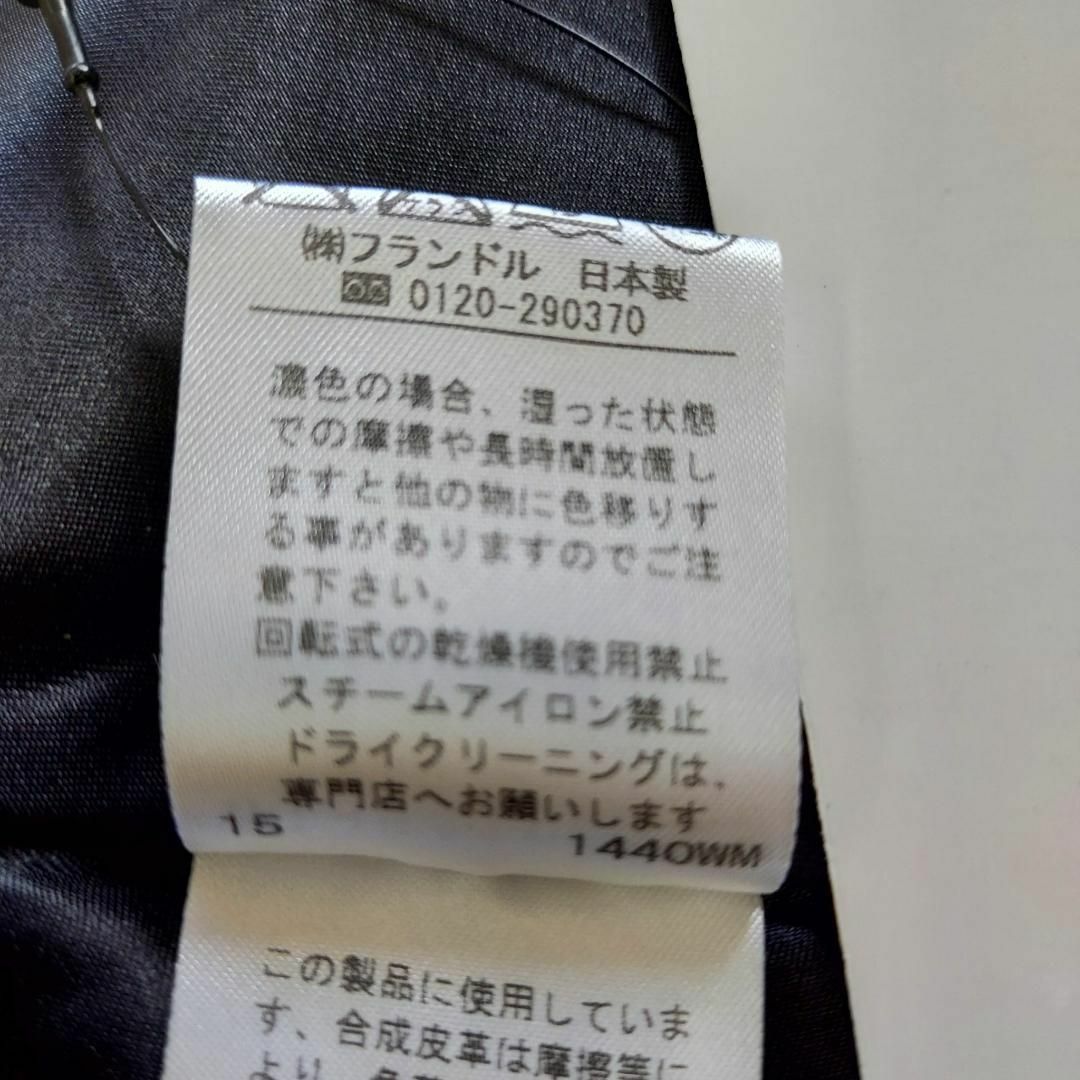 ㈱フランドル 日本製
0120-290370
濃色の場合、湿った状態
での摩擦や長時間放置し
ますと他の物に色移りす
る事がありますのでご注
意下さい。
回転式の乾燥機使用禁止
スチームアイロン禁止
ドライクリーニングは、
専門店へお願いします
15 1440WM
この製品に使用していま
す、合成皮革は摩擦等に
より